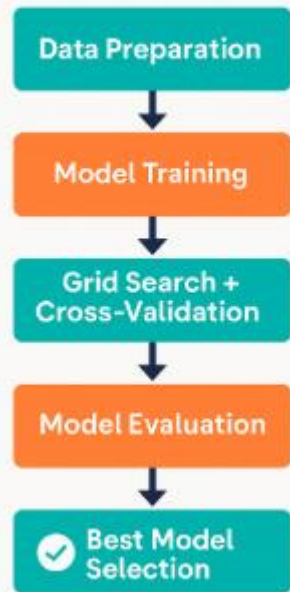 Data Preparation
Model Training
Grid Search +
Cross-Validation
Model Evaluation
Best Model
Selection